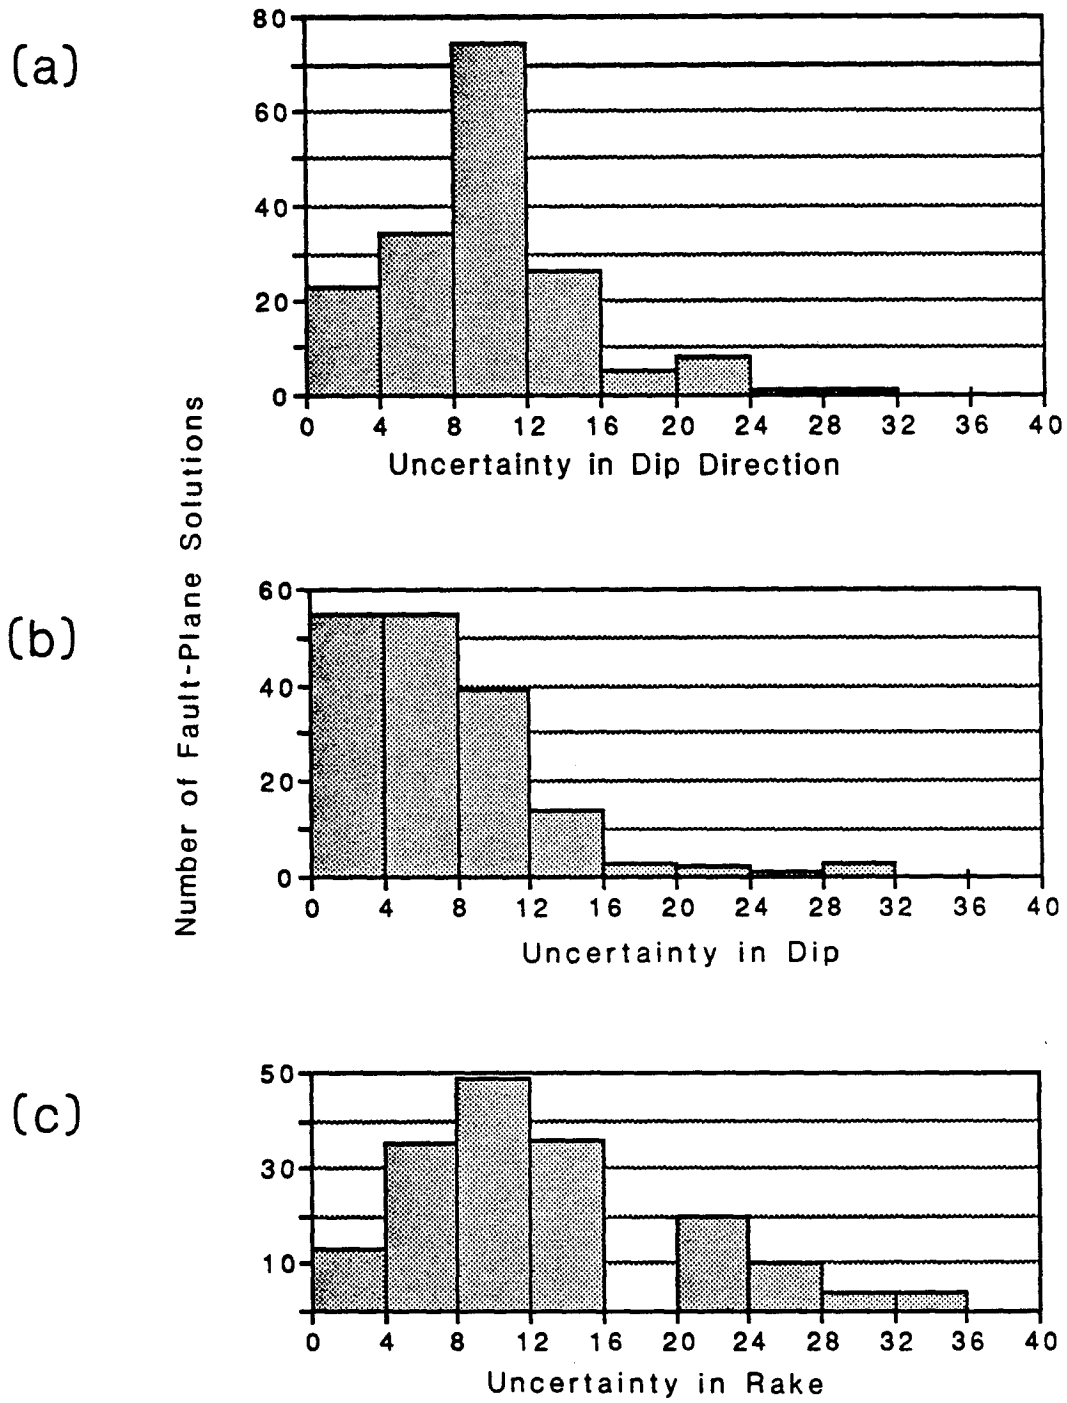 (a)
80
60
40
20
0
0 4 8 12 16 20 24 28 32 36 40
Uncertainty in Dip Direction
Number of Fault-Plane Solutions
(b)
60
40
20
0
0 4 8 12 16 20 24 28 32 36 40
Uncertainty in Dip
(c)
50
30
10
0 4 8 12 16 20 24 28 32 36 40
Uncertainty in Rake